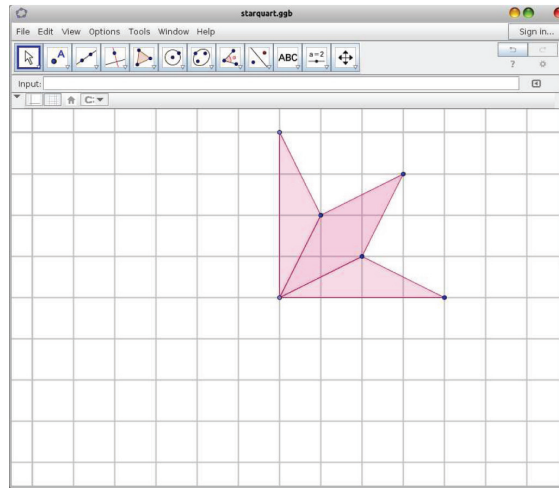 starquart.ggb
File Edit View Options Tools Window Help
Sign in...
A
ABC
a=2
?
Input:
C: